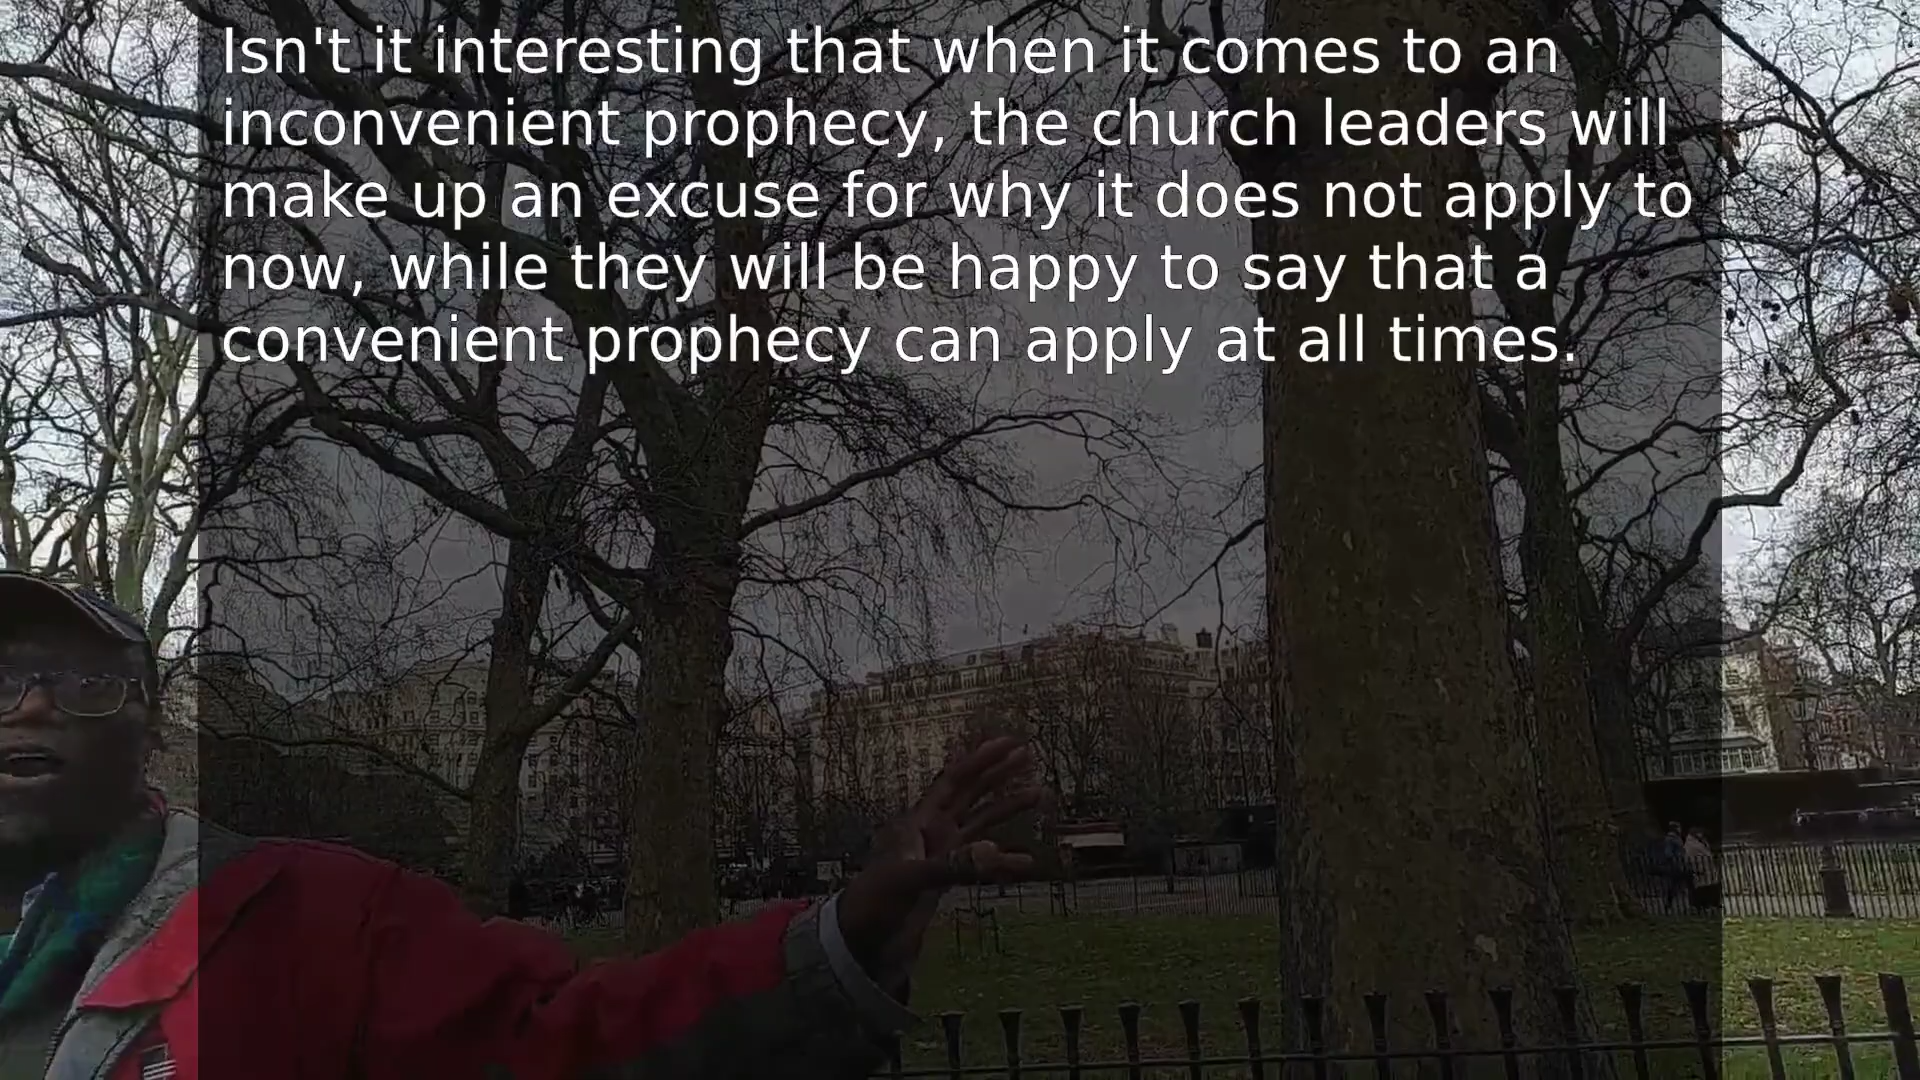 Isn't it interesting that when it comes to an
inconvenient prophecy, the church leaders will
make up an excuse for why it does not apply to
now, while they will be happy to say that a
convenient prophecy can apply at all times.